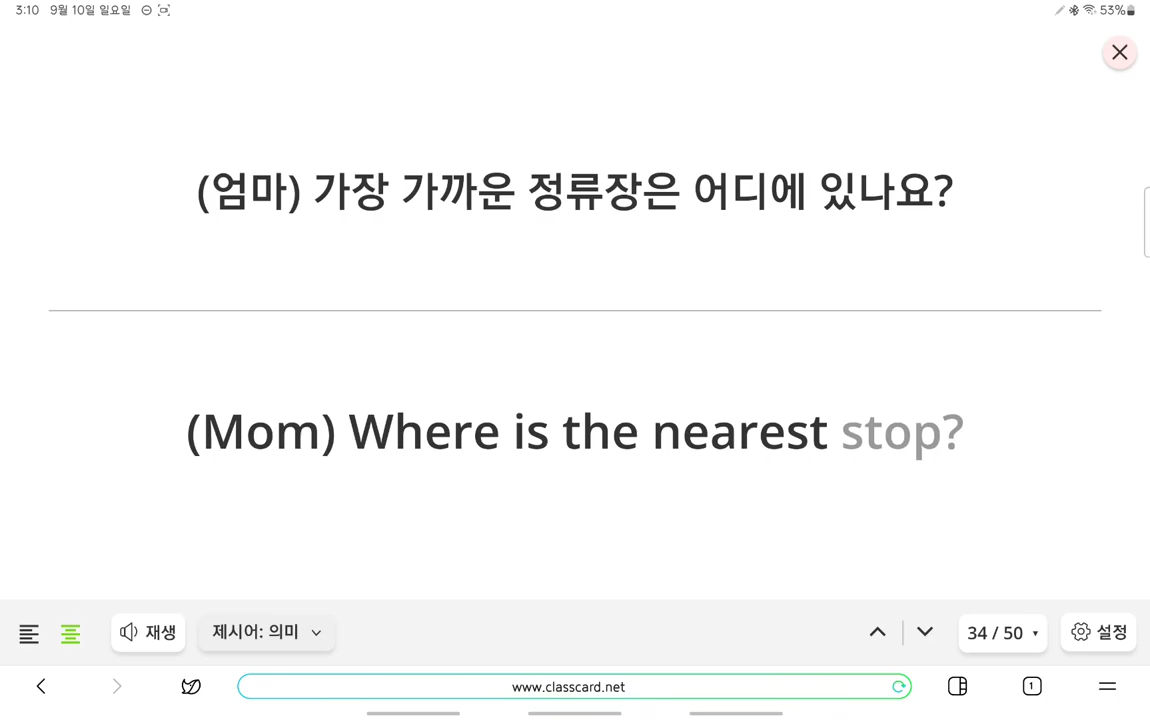 3:10 9월 10일 일요일 53%
(엄마) 가장 가까운 정류장은 어디에 있나요?
(Mom) Where is the nearest stop?
재생 제시어: 의미 34 / 50 설정
www.classcard.net 1